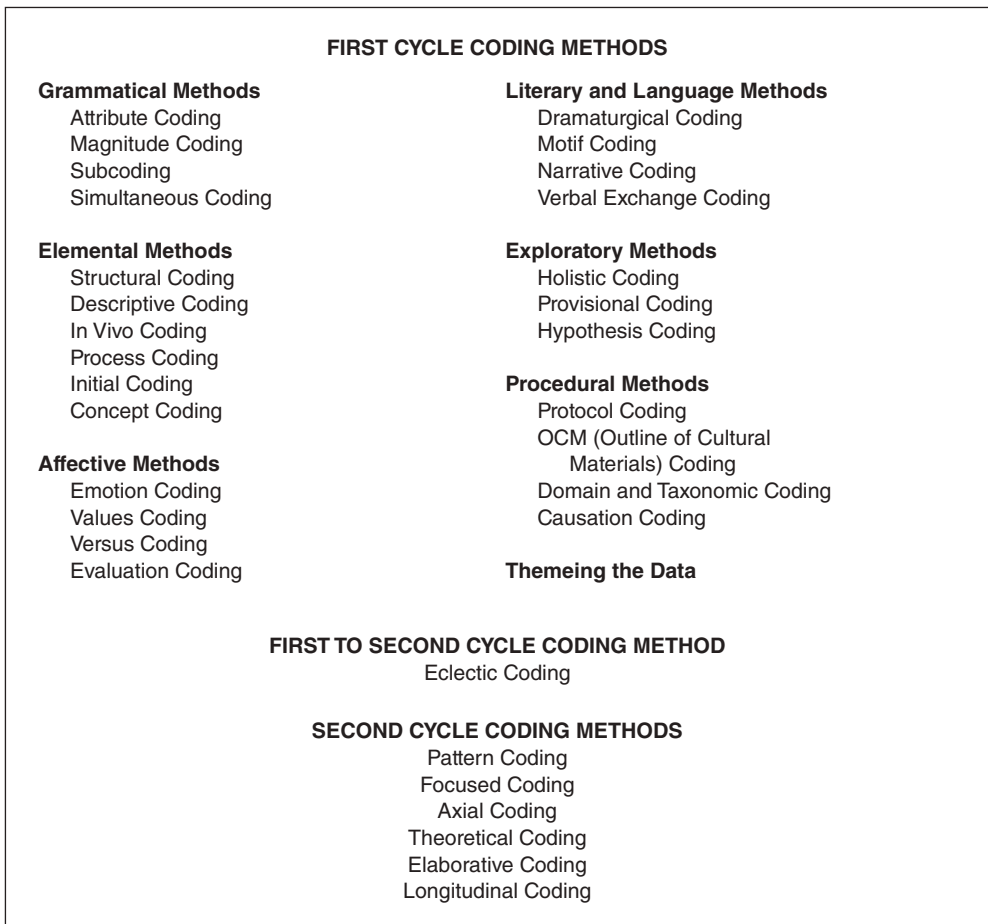 FIRST CYCLE CODING METHODS
Grammatical Methods
Attribute Coding
Magnitude Coding
Subcoding
Simultaneous Coding
Elemental Methods
Structural Coding
Descriptive Coding
In Vivo Coding
Process Coding
Initial Coding
Concept Coding
Affective Methods
Emotion Coding
Values Coding
Versus Coding
Evaluation Coding
Literary and Language Methods
Dramaturgical Coding
Motif Coding
Narrative Coding
Verbal Exchange Coding
Exploratory Methods
Holistic Coding
Provisional Coding
Hypothesis Coding
Procedural Methods
Protocol Coding
OCM (Outline of Cultural
Materials) Coding
Domain and Taxonomic Coding
Causation Coding
Themeing the Data
FIRST TO SECOND CYCLE CODING METHOD
Eclectic Coding
SECOND CYCLE CODING METHODS
Pattern Coding
Focused Coding
Axial Coding
Theoretical Coding
Elaborative Coding
Longitudinal Coding